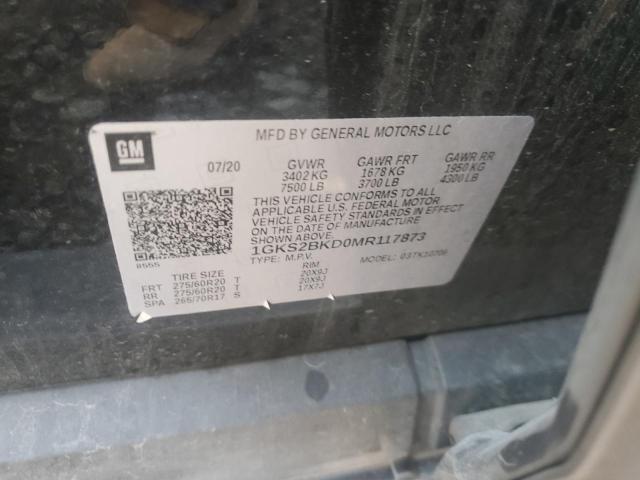 GM
MFD BY GENERAL MOTORS LLC
07/20 GVWR GAWR FRT GAWR RR
3402 KG 1678 KG 1950 KG
7500 LB 3700 LB 4300 LB
THIS VEHICLE CONFORMS TO ALL
APPLICABLE U.S. FEDERAL MOTOR
VEHICLE SAFETY STANDARDS IN EFFECT
ON THE DATE OF MANUFACTURE
SHOWN ABOVE.
1GKS2BKD0MR117873
8555 TYPE: M.P.V. MODEL: 03TK10706
TIRE SIZE RIM
FRT 275/60R20 T 20X9J
RR 275/60R20 T 20X9J
SPA 265/70R17 S 17X7J